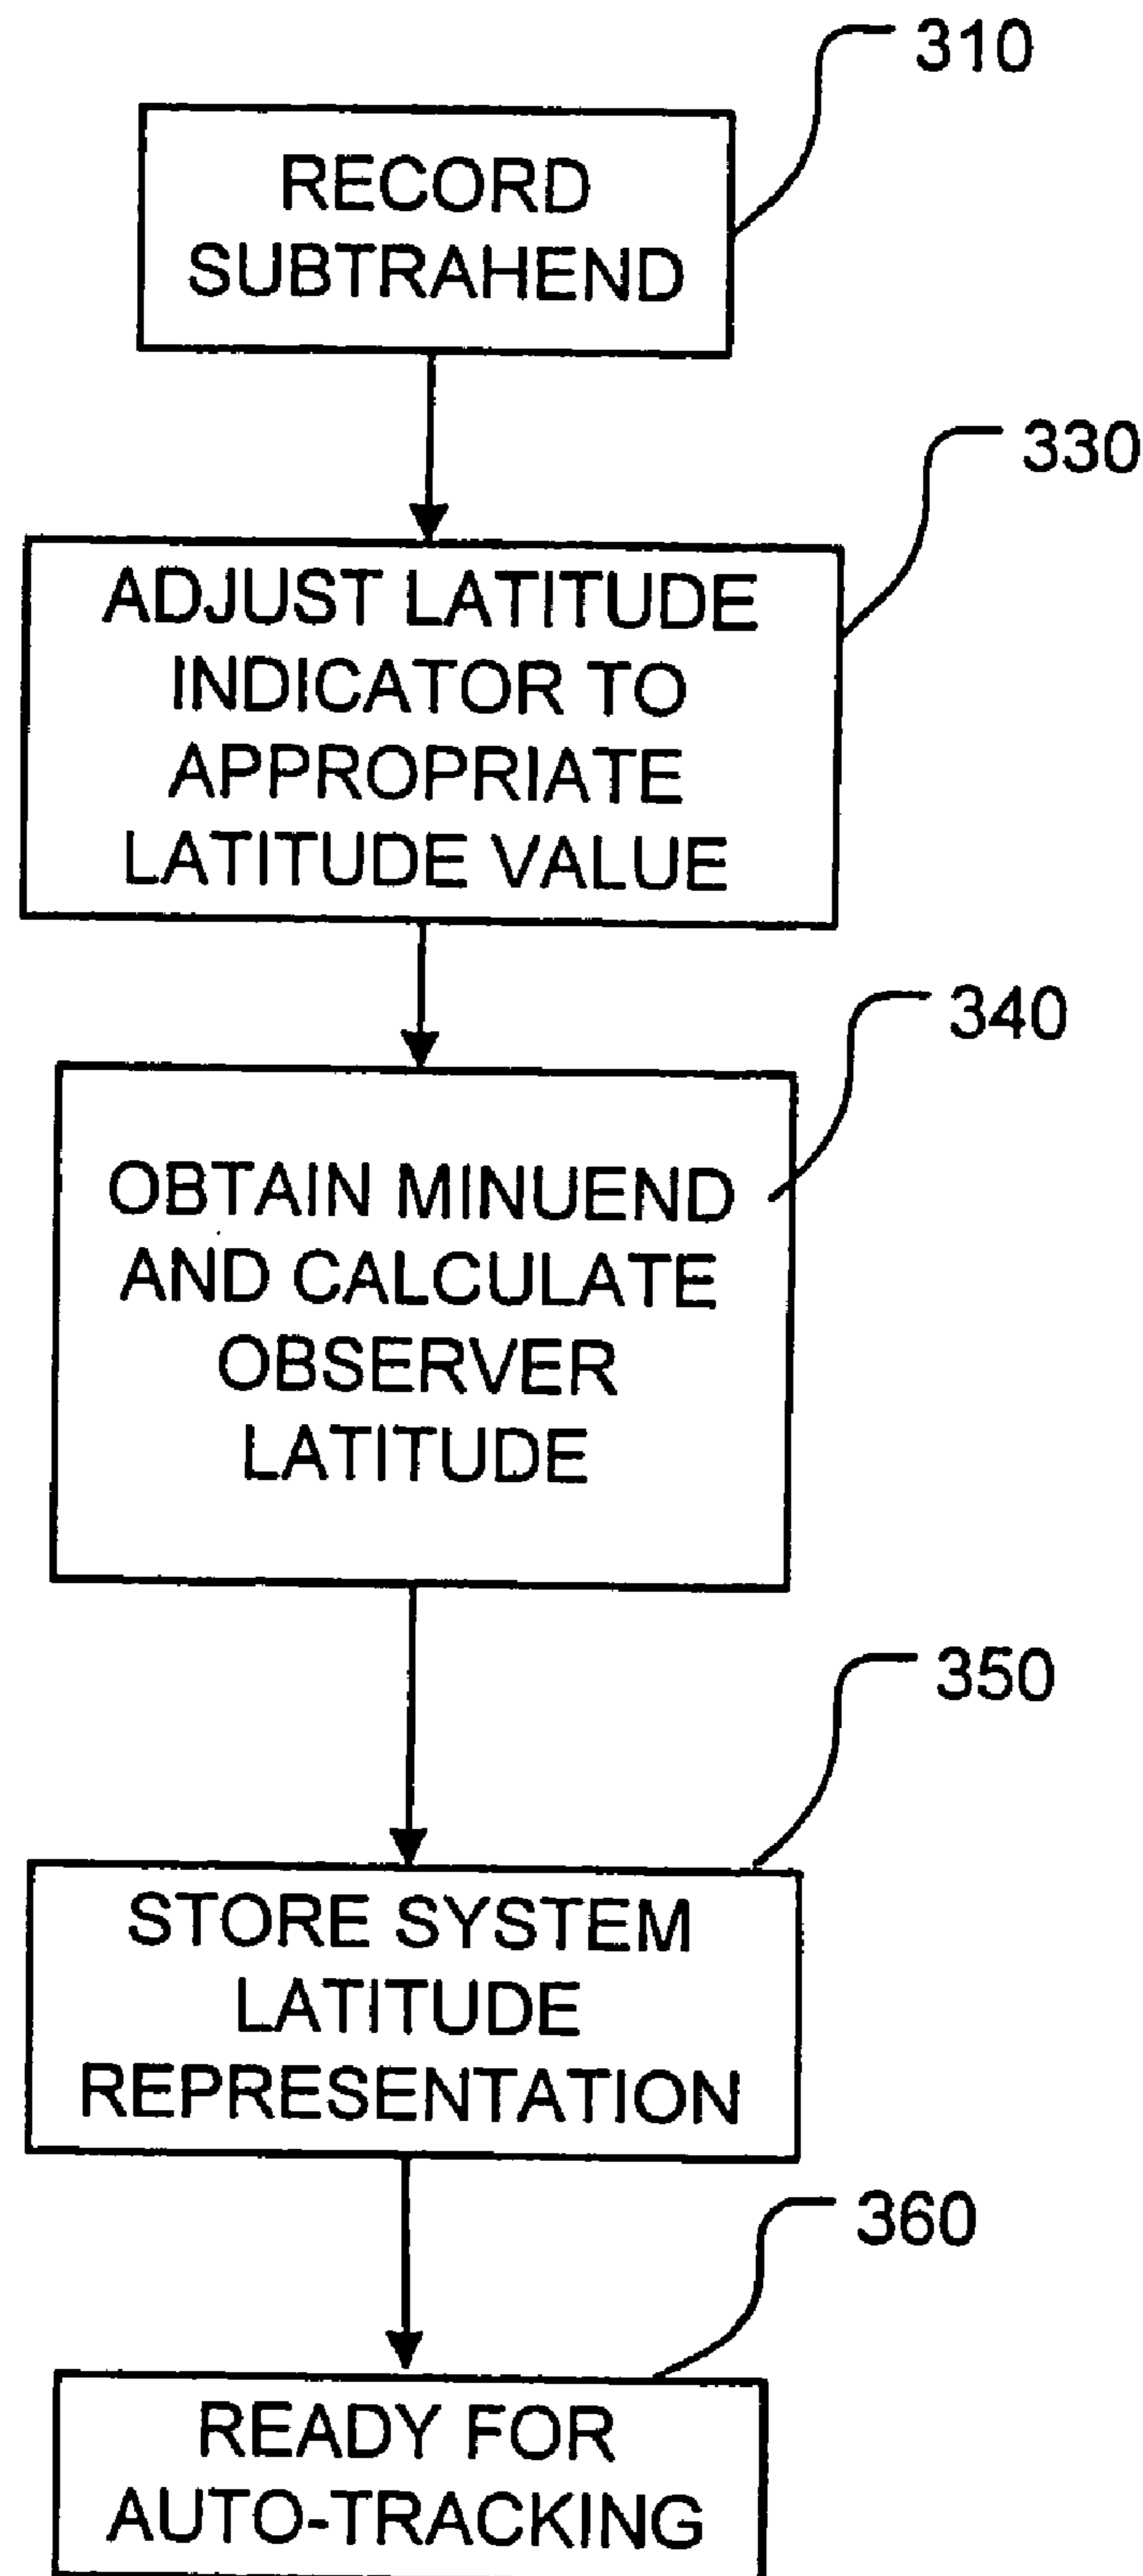 310
RECORD
SUBTRAHEND
330
ADJUST LATITUDE
INDICATOR TO
APPROPRIATE
LATITUDE VALUE
340
OBTAIN MINUEND
AND CALCULATE
OBSERVER
LATITUDE
350
STORE SYSTEM
LATITUDE
REPRESENTATION
360
READY FOR
AUTO-TRACKING